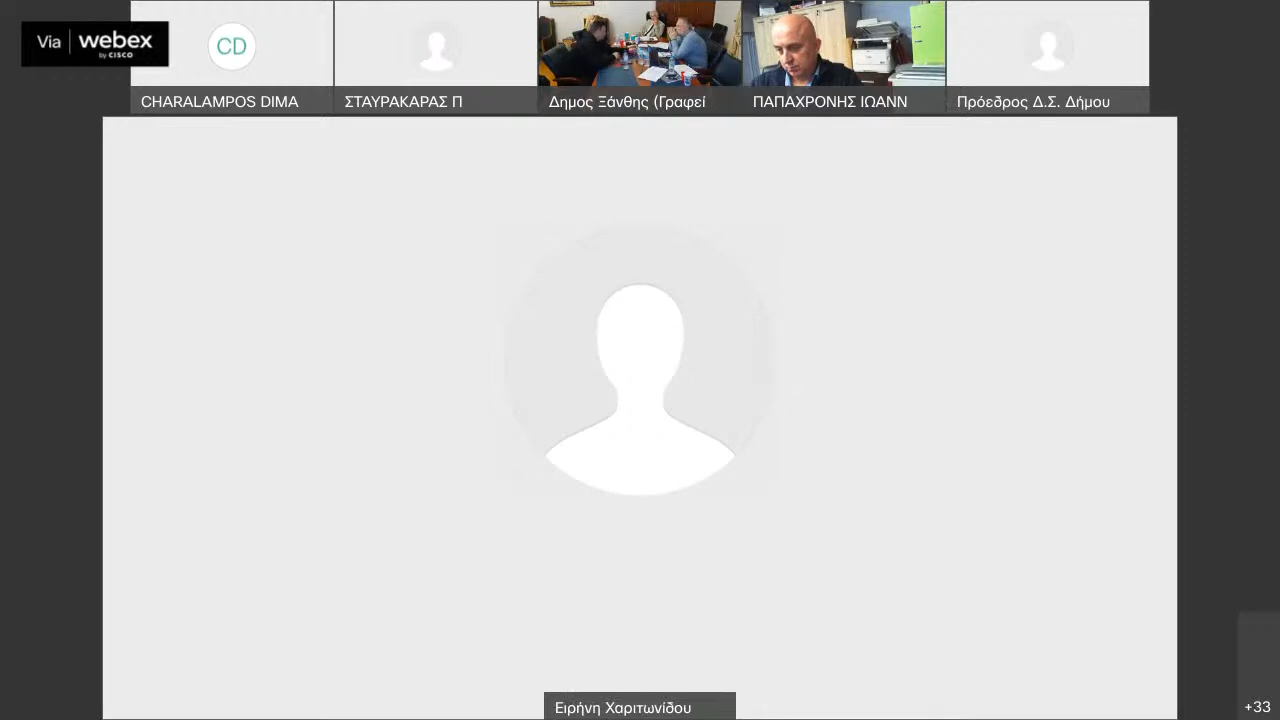 Via webex
by CISCO
CD
CHARALAMPOS DIMA
ΣΤΑΥΡΑΚΑΡΑΣ Π
Δημος Ξάνθης (Γραφεί
ΠΑΠΑΧΡΟΝΗΣ ΙΩΑΝΝ
Πρόεδρος Δ.Σ. Δήμου
Ειρήνη Χαριτωνίδου
+33